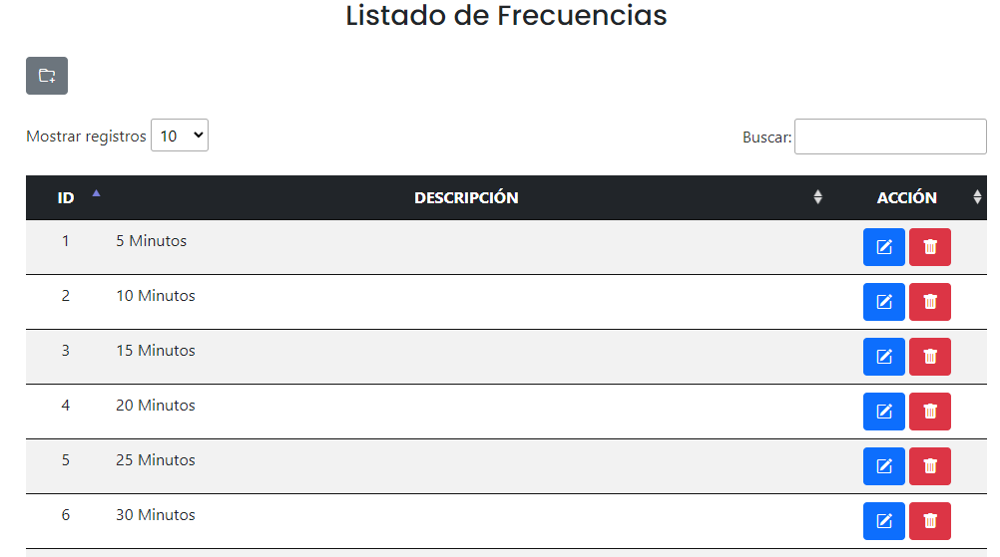 Listado de Frecuencias
Mostrar registros 10 Buscar:
ID DESCRIPCIÓN ACCIÓN
1 5 Minutos
2 10 Minutos
3 15 Minutos
4 20 Minutos
5 25 Minutos
6 30 Minutos